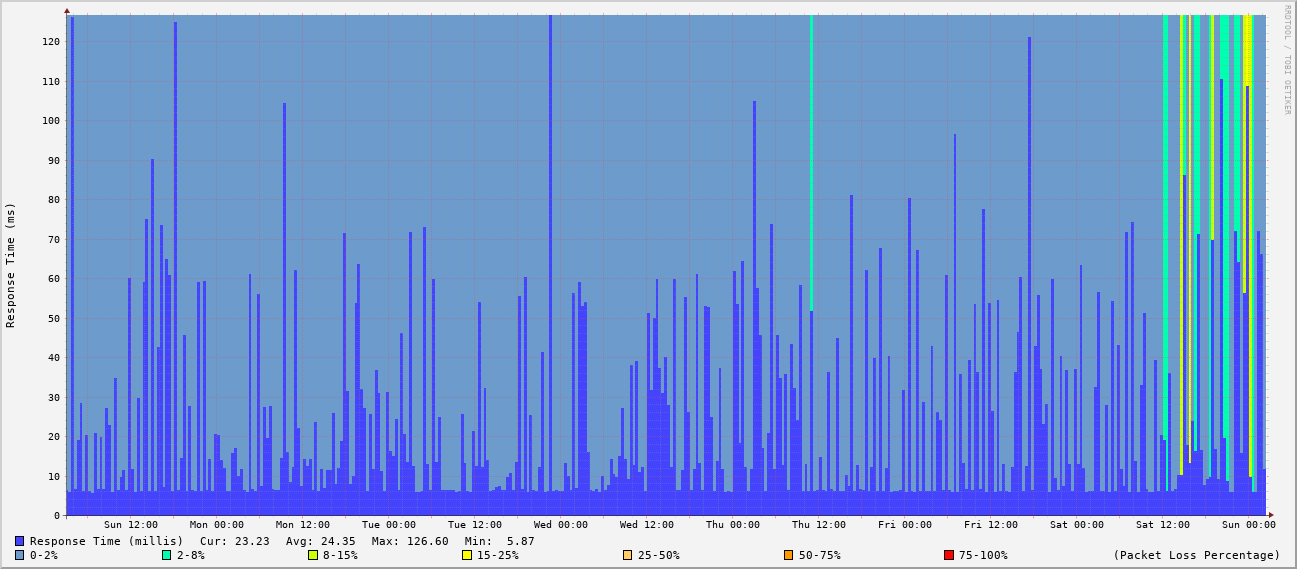 RRDTOOL / TOBI OETIKER
Response Time (ms)
120
110
100
90
80
70
60
50
40
30
20
10
0
Sun 12:00 Mon 00:00 Mon 12:00 Tue 00:00 Tue 12:00 Wed 00:00 Wed 12:00 Thu 00:00 Thu 12:00 Fri 00:00 Fri 12:00 Sat 00:00 Sat 12:00 Sun 00:00
Response Time (millis) Cur: 23.23 Avg: 24.35 Max: 126.60 Min: 5.87
0-2% 2-8% 8-15% 15-25% 25-50% 50-75% 75-100% (Packet Loss Percentage)